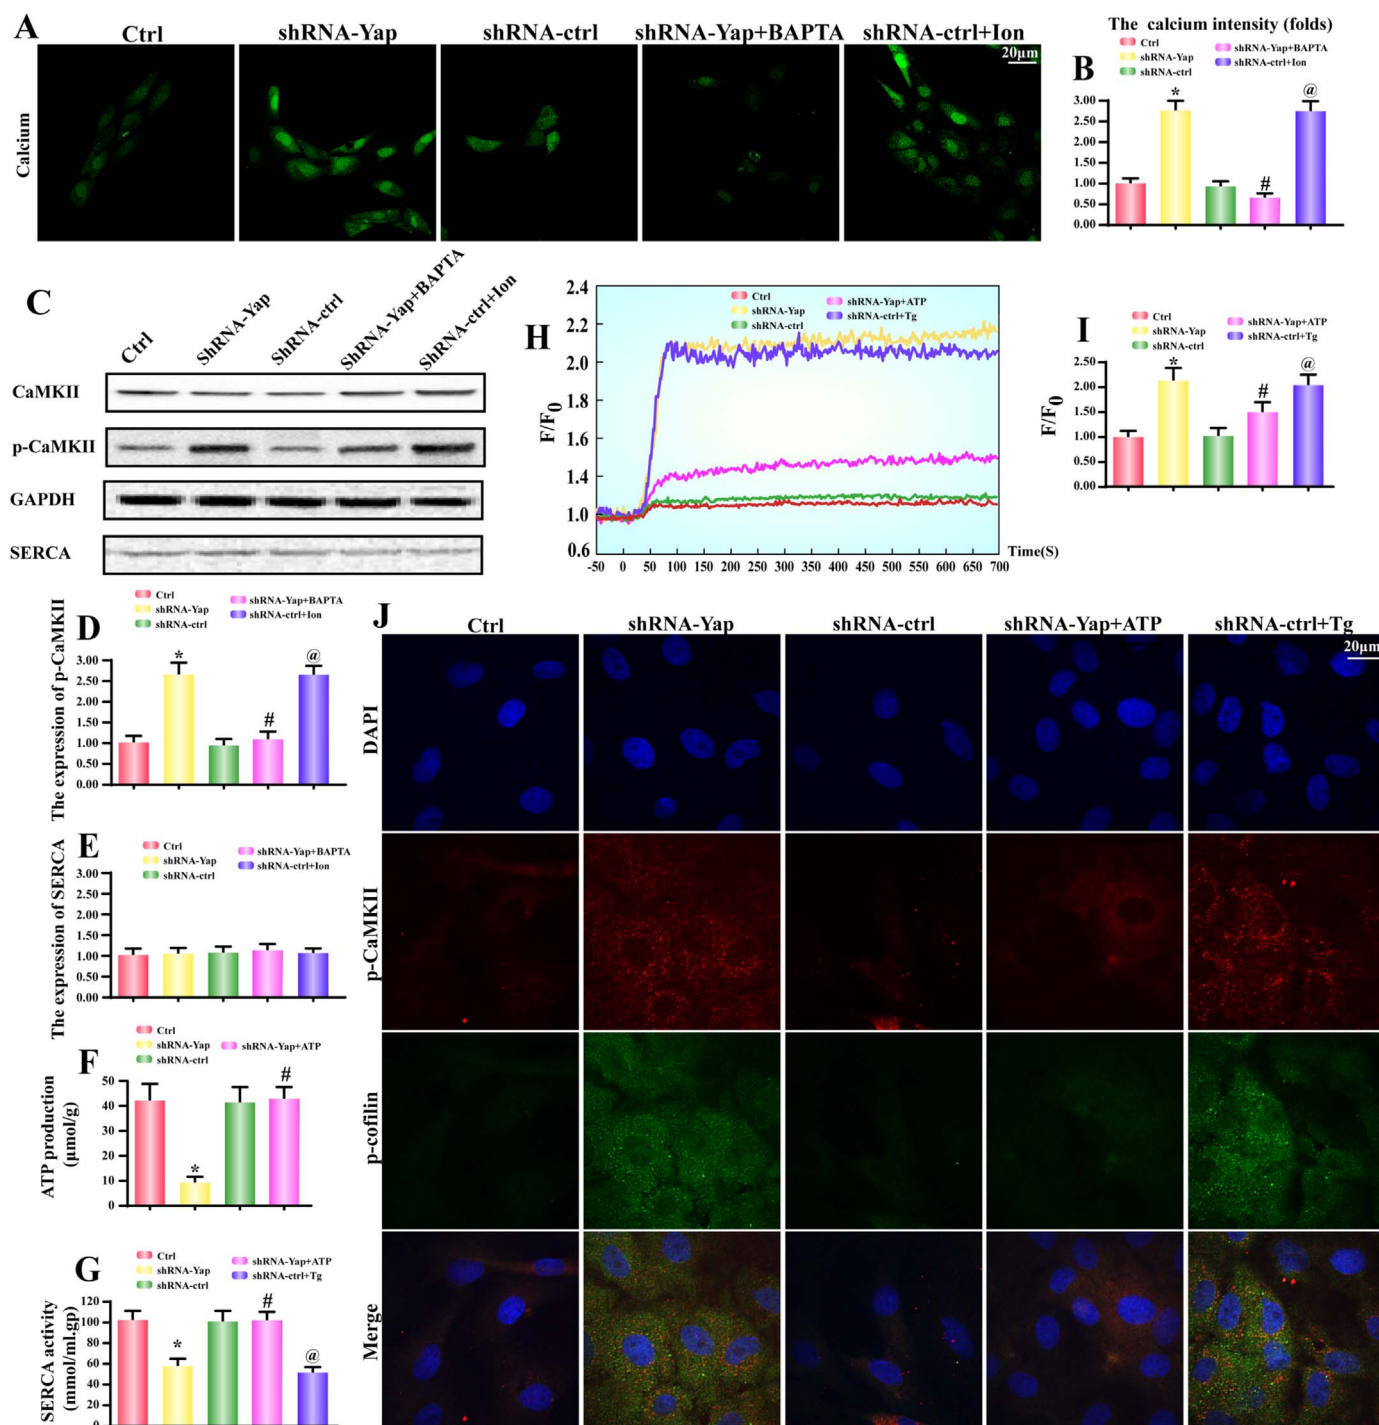 A
Ctrl
shRNA-Yap
shRNA-ctrl
shRNA-Yap+BAPTA
shRNA-ctrl+Ion
20μm
Calcium
The calcium intensity (folds)
B
Ctrl
shRNA-Yap
shRNA-ctrl
shRNA-Yap+BAPTA
shRNA-ctrl+Ion
3.00
2.50
2.00
1.50
1.00
0.50
0.00
*
#
@
C
Ctrl
ShRNA-Yap
ShRNA-ctrl
ShRNA-Yap+BAPTA
ShRNA-ctrl+Ion
CaMKII
p-CaMKII
GAPDH
SERCA
H
Ctrl
shRNA-Yap
shRNA-ctrl
shRNA-Yap+ATP
shRNA-ctrl+Tg
F/F0
2.4
2.2
2.0
1.8
1.6
1.4
1.2
1.0
0.6
-50 0 50 100 150 200 250 300 350 400 450 500 550 600 650 700
Time(S)
I
Ctrl
shRNA-Yap
shRNA-ctrl
shRNA-Yap+ATP
shRNA-ctrl+Tg
F/F0
2.50
2.00
1.50
1.00
0.50
0.00
*
#
@
D
Ctrl
shRNA-Yap
shRNA-ctrl
shRNA-Yap+BAPTA
shRNA-ctrl+Ion
The expression of p-CaMKII
3.00
2.50
2.00
1.50
1.00
0.50
0.00
*
#
@
E
Ctrl
shRNA-Yap
shRNA-ctrl
shRNA-Yap+BAPTA
shRNA-ctrl+Ion
The expression of SERCA
3.00
2.50
2.00
1.50
1.00
0.50
0.00
F
Ctrl
shRNA-Yap
shRNA-ctrl
shRNA-Yap+ATP
ATP production
(μmol/g)
50
40
30
20
10
0
*
#
G
Ctrl
shRNA-Yap
shRNA-ctrl
shRNA-Yap+ATP
shRNA-ctrl+Tg
SERCA activity
(mmol/ml.gp)
120
100
80
60
40
20
0
*
#
@
J
Ctrl
shRNA-Yap
shRNA-ctrl
shRNA-Yap+ATP
shRNA-ctrl+Tg
20μm
DAPI
p-CaMKII
p-cofilin
Merge